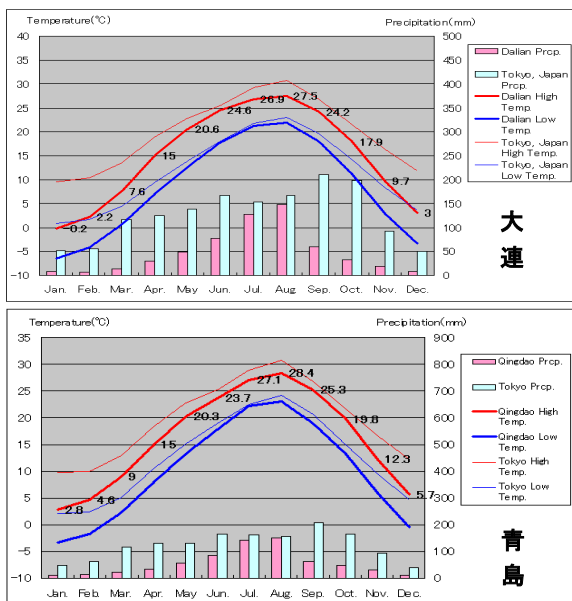 Temperature(℃) Precipitation(mm)
40 500
35 450
30 400
25 350
20 300
15 250
10 200
5 150
0 100
-5 50
-10 0
0.2 2.2 7.6 15 20.6 24.6 26.9 27.5 24.2 17.9 9.7 3
Jan. Feb. Mar. Apr. May Jun. Jul. Aug. Sep. Oct. Nov. Dec.
Dalian Prcp.
Tokyo, Japan
Prcp.
Dalian High
Temp.
Dalian Low
Temp.
Tokyo, Japan
High Temp.
Tokyo, Japan
Low Temp.
大
連
Temperature(℃) Precipitation(mm)
35 900
30 800
25 700
20 600
15 500
10 400
5 300
0 200
-5 100
-10 0
2.8 4.6 9 15 20.3 23.7 27.1 28.4 25.3 19.8 12.3 5.7
Jan. Feb. Mar. Apr. May Jun. Jul. Aug. Sep. Oct. Nov. Dec.
Qingdao Prcp.
Tokyo Prcp.
Qingdao High
Temp.
Qingdao Low
Temp.
Tokyo High
Temp.
Tokyo Low
Temp.
青
島